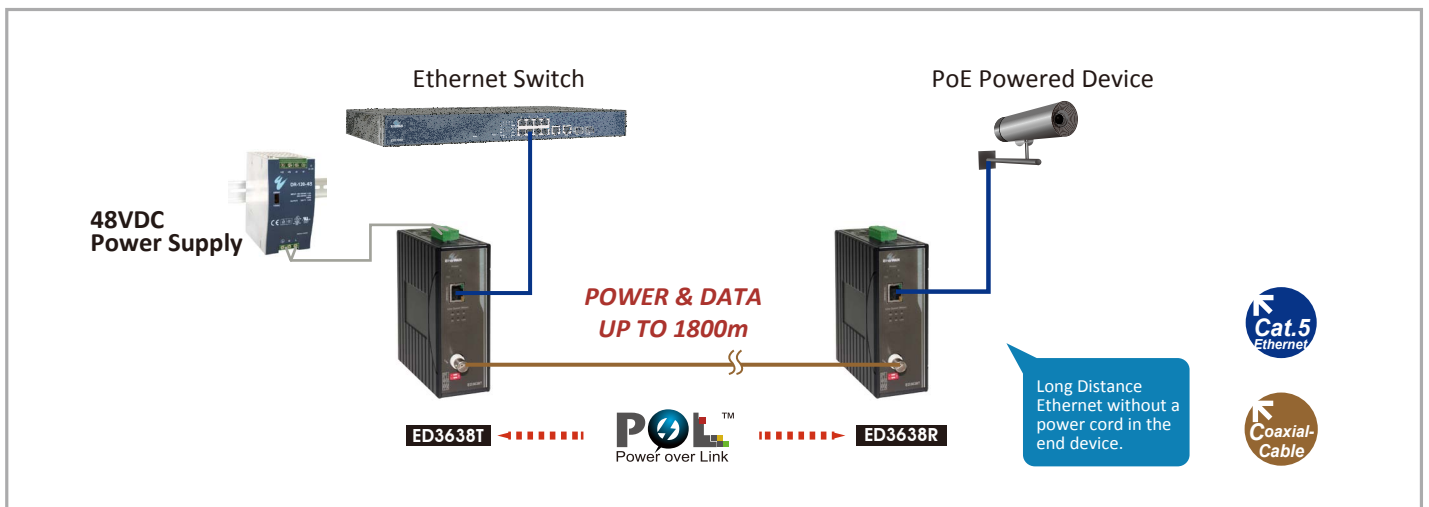 Ethernet Switch
PoE Powered Device
48VDC
Power Supply
POWER & DATA
UP TO 1800m
Cat.5
Ethernet
Long Distance
Ethernet without a
power cord in the
end device.
Coaxial-
Cable
ED3638T
POL™
Power over Link
ED3638R